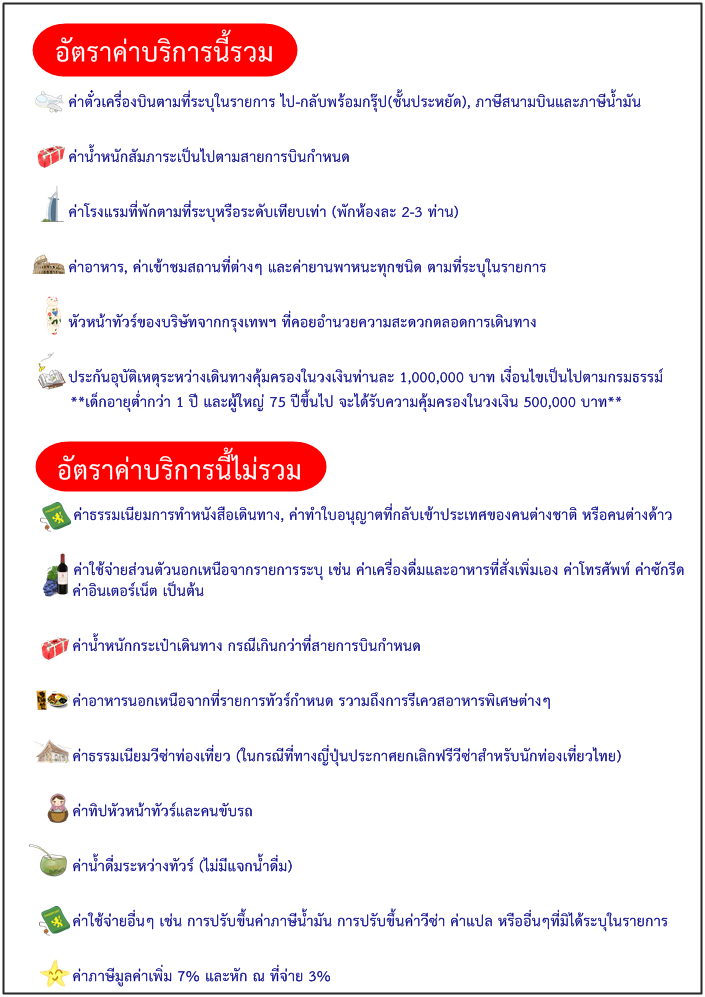 อัตราค่าบริการนี้รวม
ค่าตั๋วเครื่องบินตามที่ระบุในรายการ ไป-กลับพร้อมกรุ๊ป(ชั้นประหยัด), ภาษีสนามบินและภาษีน้ำมัน
ค่าน้ำหนักสัมภาระเป็นไปตามสายการบินกำหนด
ค่าโรงแรมที่พักตามที่ระบุหรือระดับเทียบเท่า (พักห้องละ 2-3 ท่าน)
ค่าอาหาร, ค่าเข้าชมสถานที่ต่างๆ และค่ายานพาหนะทุกชนิด ตามที่ระบุในรายการ
หัวหน้าทัวร์ของบริษัทจากกรุงเทพฯ ที่คอยอำนวยความสะดวกตลอดการเดินทาง
ประกันอุบัติเหตุระหว่างเดินทางคุ้มครองในวงเงินท่านละ 1,000,000 บาท เงื่อนไขเป็นไปตามกรมธรรม์
**เด็กอายุต่ำกว่า 1 ปี และผู้ใหญ่ 75 ปีขึ้นไป จะได้รับความคุ้มครองในวงเงิน 500,000 บาท**
อัตราค่าบริการนี้ไม่รวม
ค่าธรรมเนียมการทำหนังสือเดินทาง, ค่าทำใบอนุญาตที่กลับเข้าประเทศของคนต่างชาติ หรือคนต่างด้าว
ค่าใช้จ่ายส่วนตัวนอกเหนือจากรายการระบุ เช่น ค่าเครื่องดื่มและอาหารที่สั่งเพิ่มเอง ค่าโทรศัพท์ ค่าซักรีด
ค่าอินเตอร์เน็ต เป็นต้น
ค่าน้ำหนักกระเป๋าเดินทาง กรณีเกินกว่าที่สายการบินกำหนด
ค่าอาหารนอกเหนือจากที่รายการทัวร์กำหนด รวามถึงการรีเควสอาหารพิเศษต่างๆ
ค่าธรรมเนียมวีซ่าท่องเที่ยว (ในกรณีที่ทางญี่ปุ่นประกาศยกเลิกฟรีวีซ่าสำหรับนักท่องเที่ยวไทย)
ค่าทิปหัวหน้าทัวร์และคนขับรถ
ค่าน้ำดื่มระหว่างทัวร์ (ไม่มีแจกน้ำดื่ม)
ค่าใช้จ่ายอื่นๆ เช่น การปรับขึ้นค่าภาษีน้ำมัน การปรับขึ้นค่าวีซ่า ค่าแปล หรืออื่นๆที่มิได้ระบุในรายการ
ค่าภาษีมูลค่าเพิ่ม 7% และหัก ณ ที่จ่าย 3%